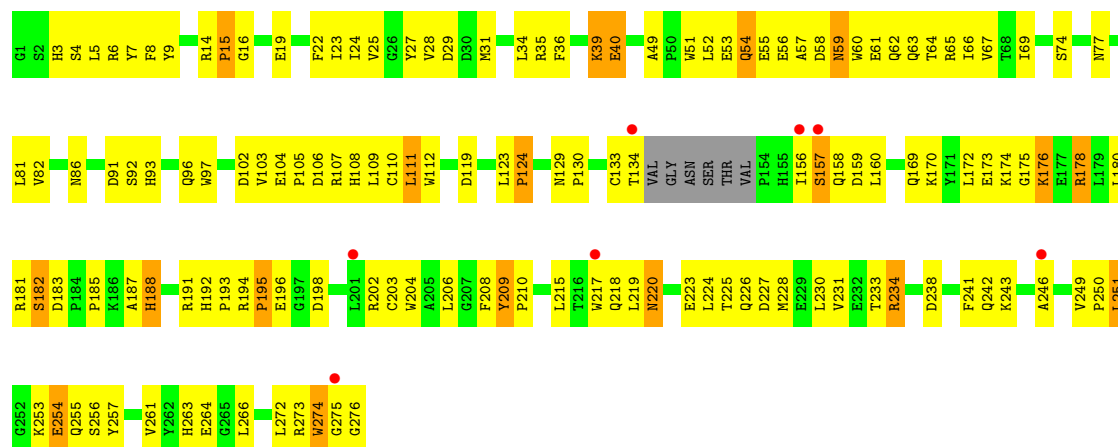 G1 S2 H3 S4 L5 R6 Y7 F8 Y9 R14 P15 G16 E19 F22 I23 I24 V25 G26 Y27 V28 D29 D30 M31 L34 R35 F36 K39 E40 A49 P50 W51 L52 E53 Q54 E55 E56 A57 D58 N59 W60 E61 Q62 Q63 T64 R65 I66 V67 T68 I69 S74 N77
L81 V82 N86 D91 S92 H93 Q96 W97 D102 V103 E104 P105 D106 R107 H108 L109 C110 L111 W112 D119 L123 P124 N129 P130 C133 T134 VAL GLY ASN SER THR VAL P154 H155 I156 S157 Q158 D159 L160 Q169 K170 Y171 L172 E173 K174 G175 K176 E177 R178 L179 L180
R181 S182 D183 P184 P185 K186 A187 H188 R191 H192 P193 R194 P195 E196 G197 D198 L201 R202 C203 W204 A205 L206 G207 F208 Y209 P210 L215 T216 W217 Q218 L219 N220 E223 L224 T225 Q226 D227 M228 E229 L230 V231 E232 T233 R234 D238 F241 Q242 K243 A246 V249 P250
G252 K253 E254 Q255 S256 Y257 V261 Y262 H263 E264 G265 L266 L272 R273 W274 G275 G276